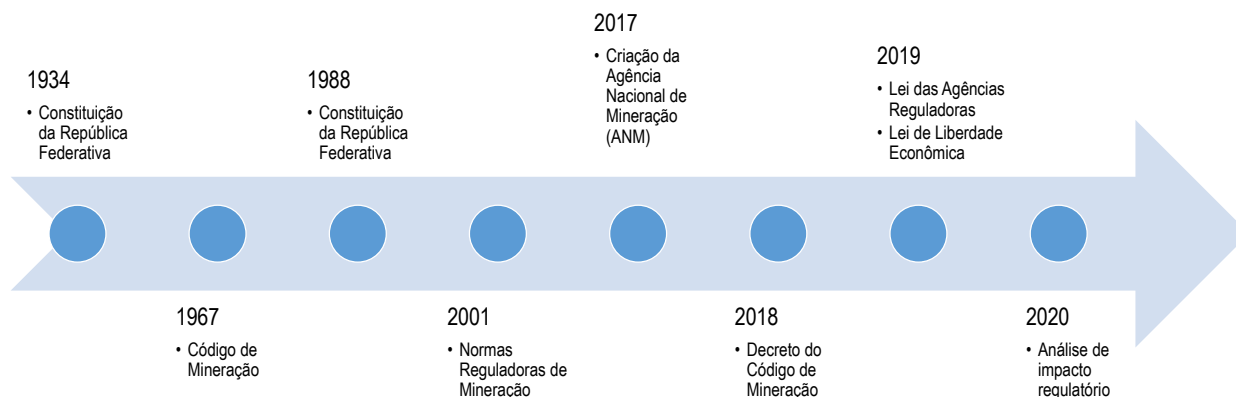 1934
• Constituição
da República
Federativa
1967
• Código de
Mineração
1988
• Constituição
da República
Federativa
2001
• Normas
Reguladoras de
Mineração
2017
• Criação da
Agência
Nacional de
Mineração
(ANM)
2018
• Decreto do
Código de
Mineração
2019
• Lei das Agências
Reguladoras
• Lei de Liberdade
Econômica
2020
• Análise de
impacto
regulatório